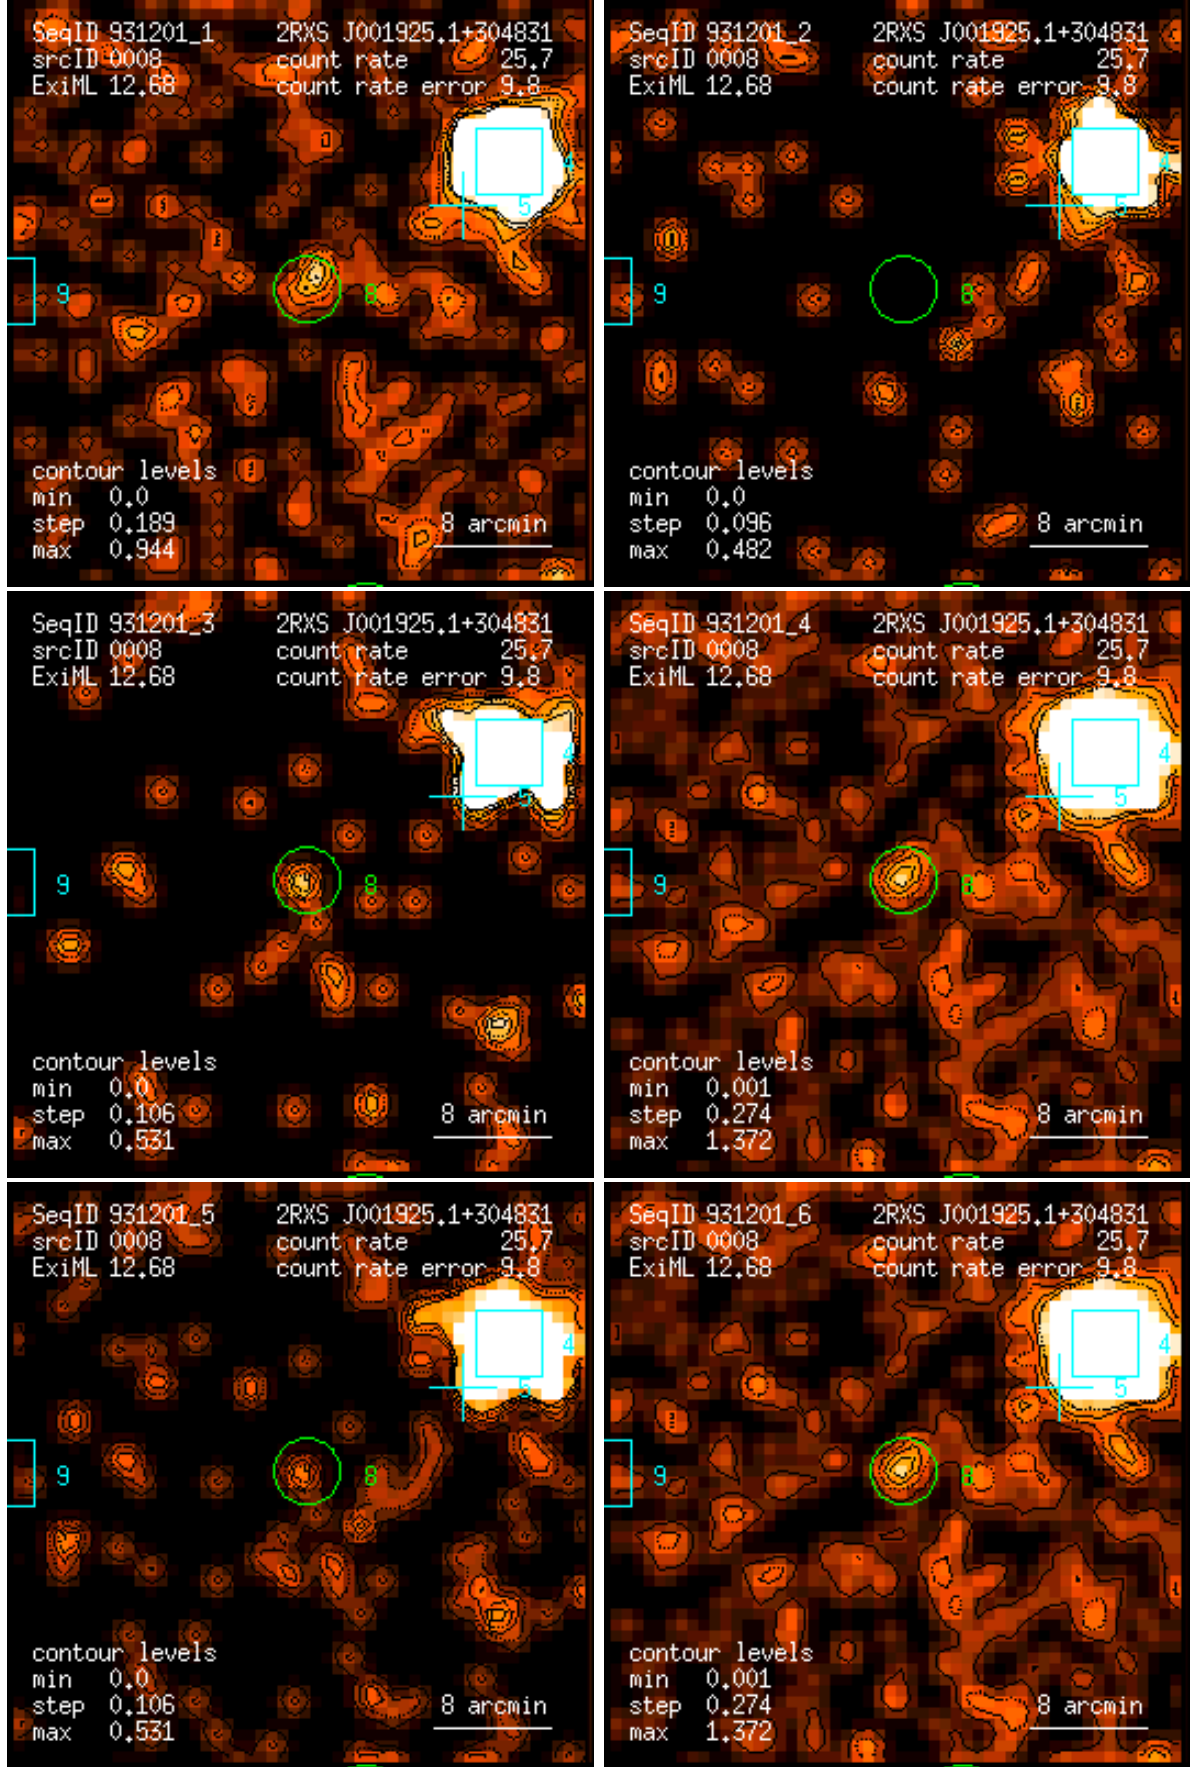 SeqID 931201_1 2RXS J001925.1+304831
srcID 0008 count rate 25.7
ExiML 12.68 count rate error 9.8
4
5
9 8
contour levels
min 0.0
step 0.189 8 arcmin
max 0.944
SeqID 931201_2 2RXS J001925.1+304831
srcID 0008 count rate 25.7
ExiML 12.68 count rate error 9.8
4
5
9 8
contour levels
min 0.0
step 0.096 8 arcmin
max 0.482
SeqID 931201_3 2RXS J001925.1+304831
srcID 0008 count rate 25.7
ExiML 12.68 count rate error 9.8
4
5
9 8
contour levels
min 0.0
step 0.106 8 arcmin
max 0.531
SeqID 931201_4 2RXS J001925.1+304831
srcID 0008 count rate 25.7
ExiML 12.68 count rate error 9.8
4
5
9 8
contour levels
min 0.001
step 0.274 8 arcmin
max 1.372
SeqID 931201_5 2RXS J001925.1+304831
srcID 0008 count rate 25.7
ExiML 12.68 count rate error 9.8
4
5
9 8
contour levels
min 0.0
step 0.106 8 arcmin
max 0.531
SeqID 931201_6 2RXS J001925.1+304831
srcID 0008 count rate 25.7
ExiML 12.68 count rate error 9.8
4
5
9 8
contour levels
min 0.001
step 0.274 8 arcmin
max 1.372